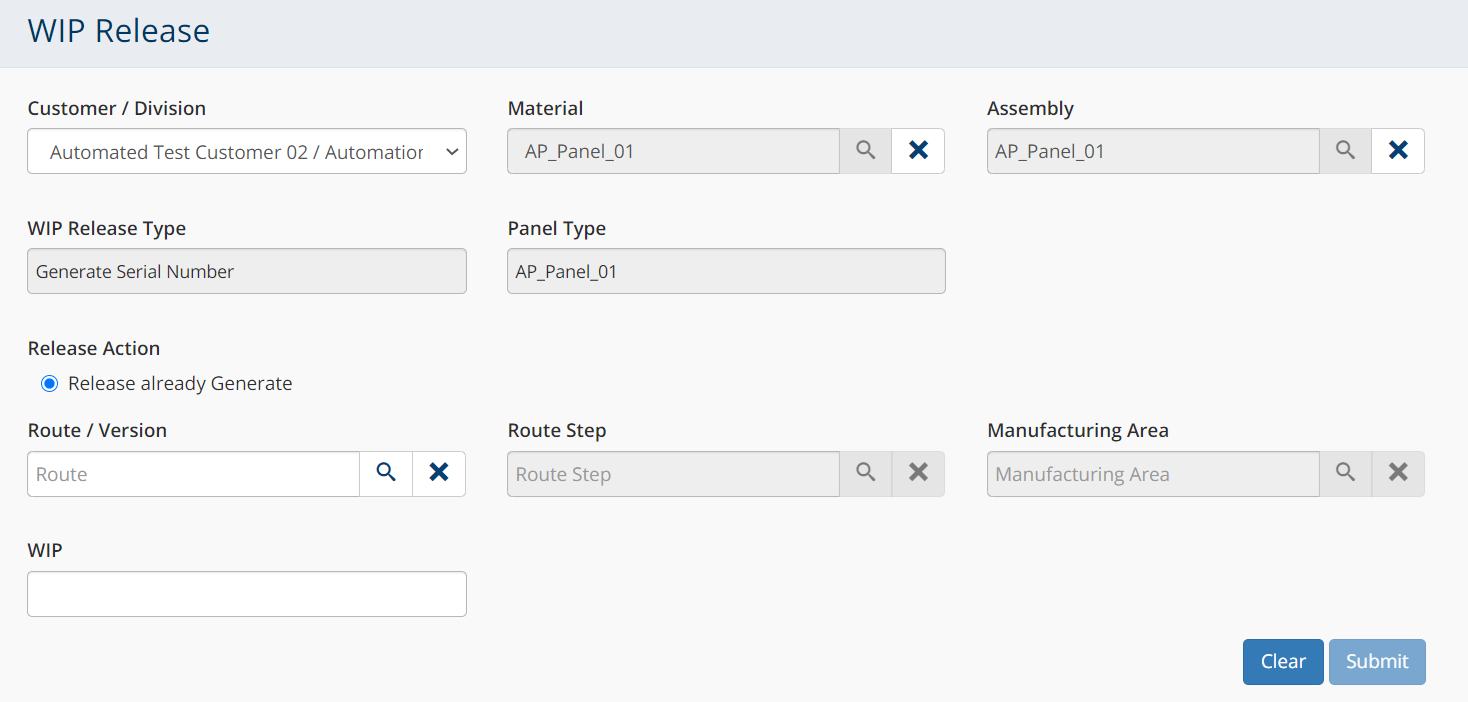 WIP Release
Customer / Division
Material
Assembly
Automated Test Customer 02 / Automation
AP_Panel_01
AP_Panel_01
WIP Release Type
Panel Type
Generate Serial Number
AP_Panel_01
Release Action
Release already Generate
Route / Version
Route Step
Manufacturing Area
Route
Route Step
Manufacturing Area
WIP
Clear
Submit